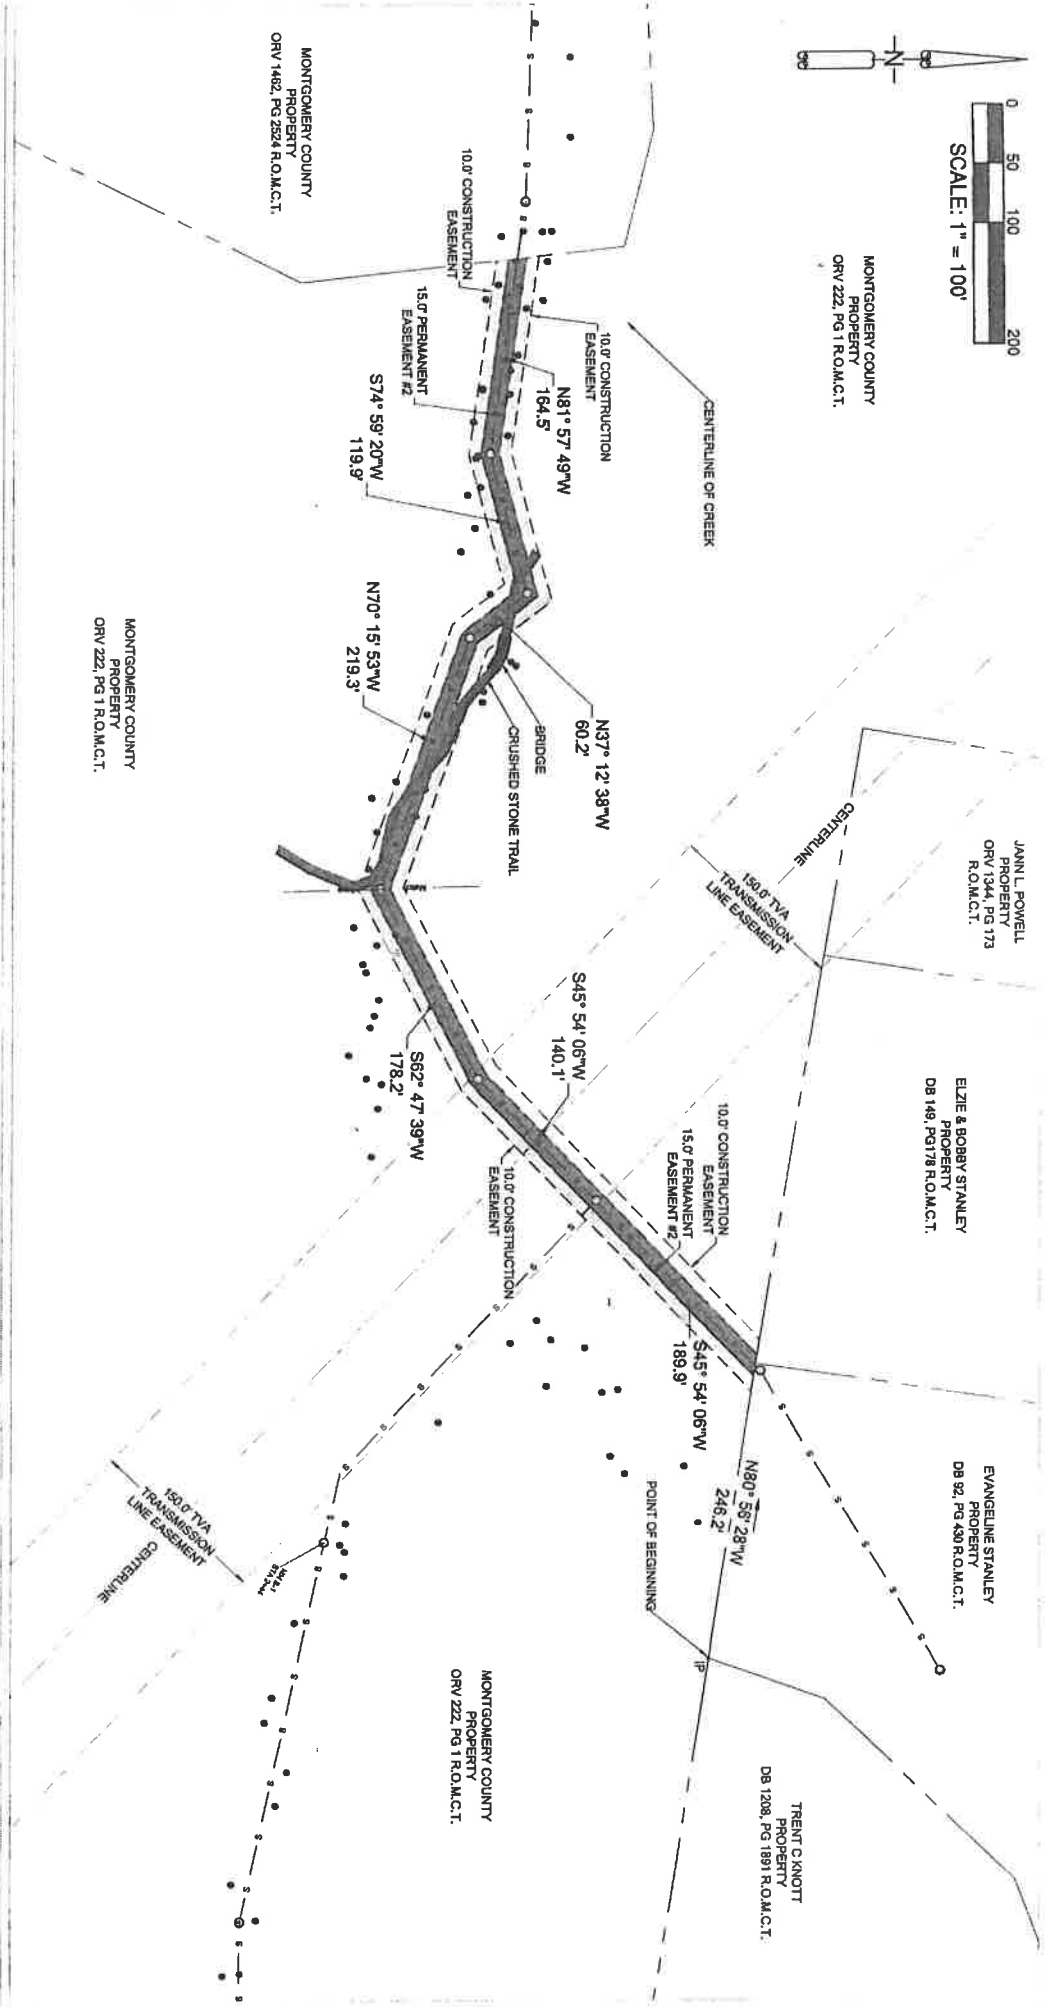 N
0 50 100 200
SCALE: 1" = 100'
MONTGOMERY COUNTY
PROPERTY
ORV 222, PG 1 R.O.M.C.T.
MONTGOMERY COUNTY
PROPERTY
ORV 1462, PG 2524 R.O.M.C.T.
10.0' CONSTRUCTION
EASEMENT
15.0' PERMANENT
EASEMENT #2
10.0' CONSTRUCTION
EASEMENT
CENTERLINE OF CREEK
N81° 57' 49"W
164.5'
S74° 59' 20"W
119.9'
N37° 12' 38"W
60.2'
BRIDGE
CRUSHED STONE TRAIL
N70° 15' 53"W
219.3'
MONTGOMERY COUNTY
PROPERTY
ORV 222, PG 1 R.O.M.C.T.
JANN L. POWELL
PROPERTY
ORV 1344, PG 173
R.O.M.C.T.
CENTERLINE
150.0' TVA
TRANSMISSION
LINE EASEMENT
S45° 54' 06"W
140.1'
S62° 47' 39"W
178.2'
ELZIE & BOBBY STANLEY
PROPERTY
DB 149, PG178 R.O.M.C.T.
10.0' CONSTRUCTION
EASEMENT
15.0' PERMANENT
EASEMENT #2
10.0' CONSTRUCTION
EASEMENT
S45° 54' 06"W
189.9'
EVANGELINE STANLEY
PROPERTY
DB 92, PG 430 R.O.M.C.T.
N80° 56' 28"W
246.2'
POINT OF BEGINNING
IP
150.0' TVA
TRANSMISSION
LINE EASEMENT
CENTERLINE
MONTGOMERY COUNTY
PROPERTY
ORV 222, PG 1 R.O.M.C.T.
TRENT C KNOTT
PROPERTY
DB 1208, PG 1891 R.O.M.C.T.